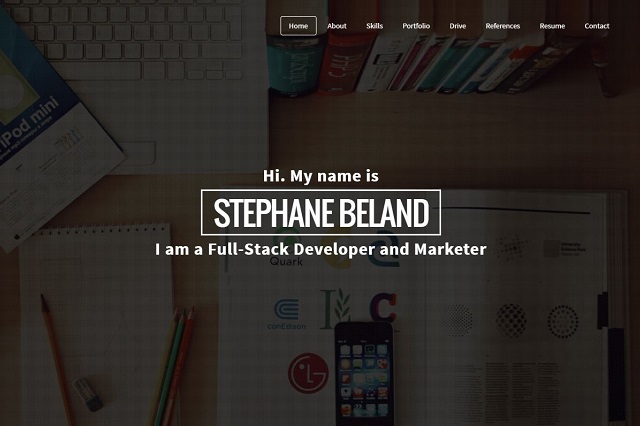 Home About Skills Portfolio Drive References Resume Contact
iPod mini
Hi. My name is
STEPHANE BELAND
I am a Full-Stack Developer and Marketer
Quark
conEdison
LG